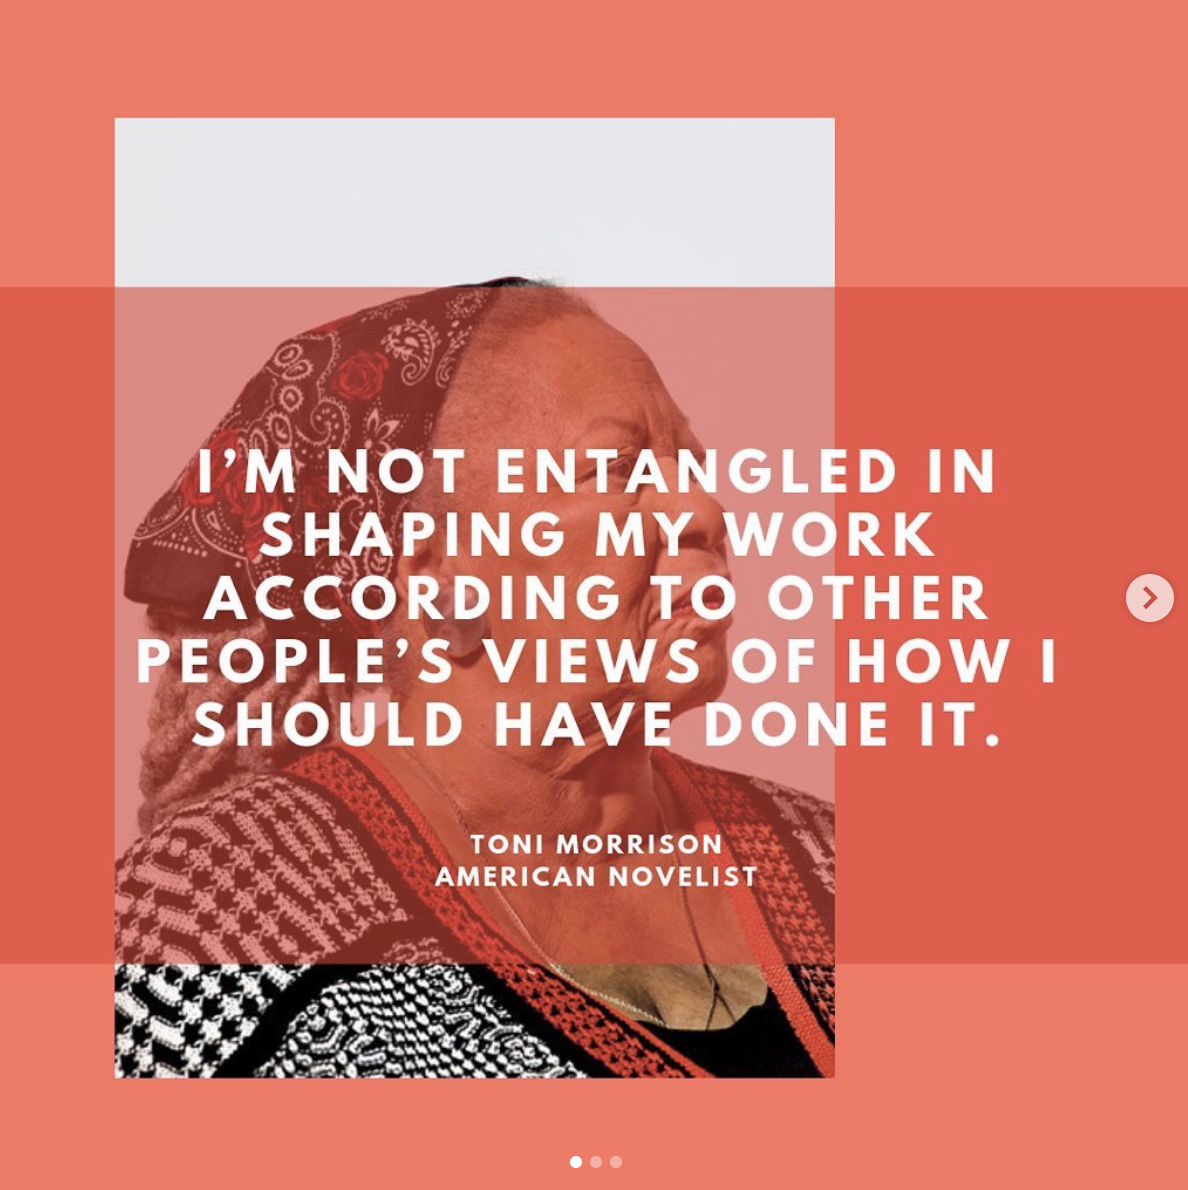 I’M NOT ENTANGLED IN
SHAPING MY WORK
ACCORDING TO OTHER
PEOPLE’S VIEWS OF HOW I
SHOULD HAVE DONE IT.
TONI MORRISON
AMERICAN NOVELIST